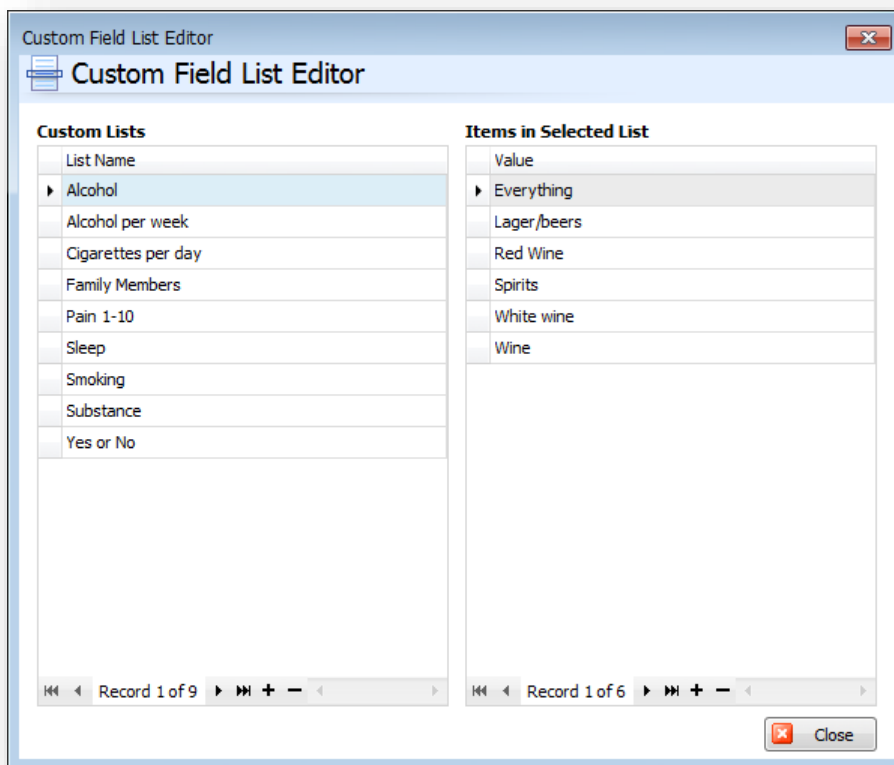 Custom Field List Editor
Custom Field List Editor
Custom Lists
List Name
Alcohol
Alcohol per week
Cigarettes per day
Family Members
Pain 1-10
Sleep
Smoking
Substance
Yes or No
Record 1 of 9
Items in Selected List
Value
Everything
Lager/beers
Red Wine
Spirits
White wine
Wine
Record 1 of 6
Close